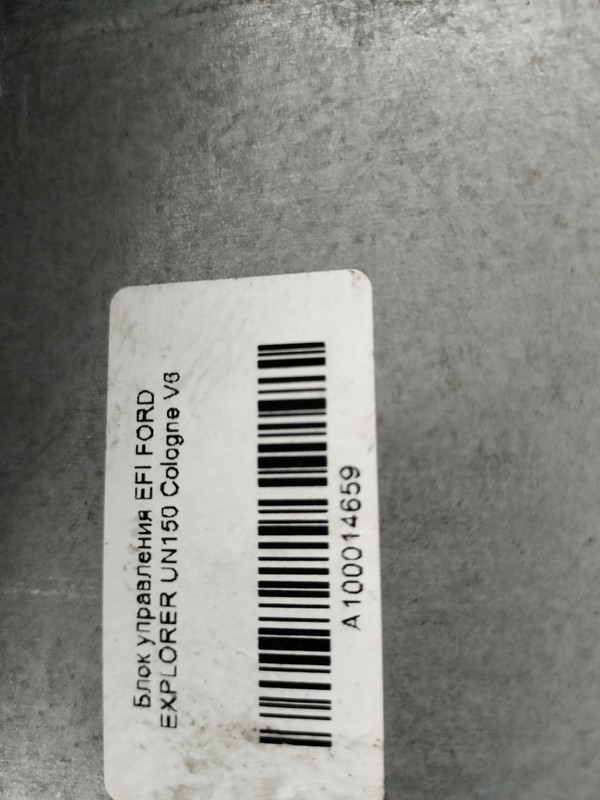 Блок управления EFI FORD
EXPLORER UN150 Cologne V6
A100014659